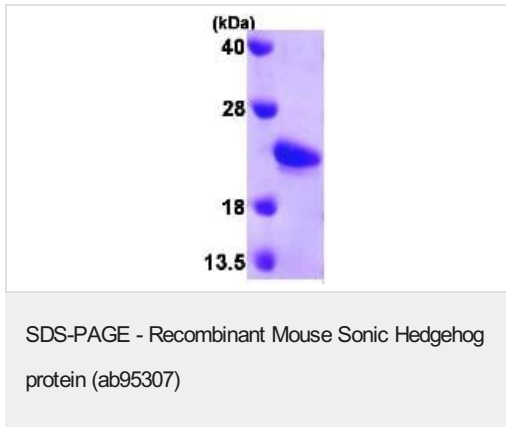 (kDa)
40
28
18
13.5
SDS-PAGE - Recombinant Mouse Sonic Hedgehog
protein (ab95307)